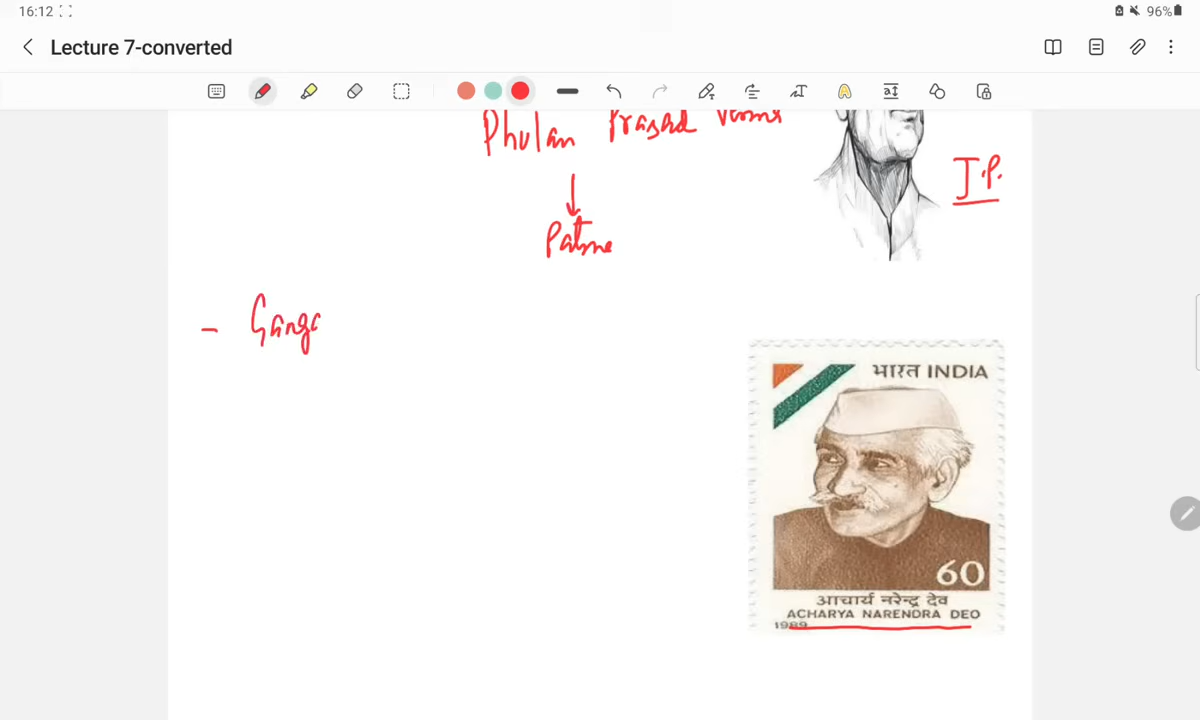 16:12
96%
Lecture 7-converted
Phulan Prasad Verma
J.P.
Patna
- Ganga
भारत INDIA
60
आचार्य नरेन्द्र देव
ACHARYA NARENDRA DEO
1989